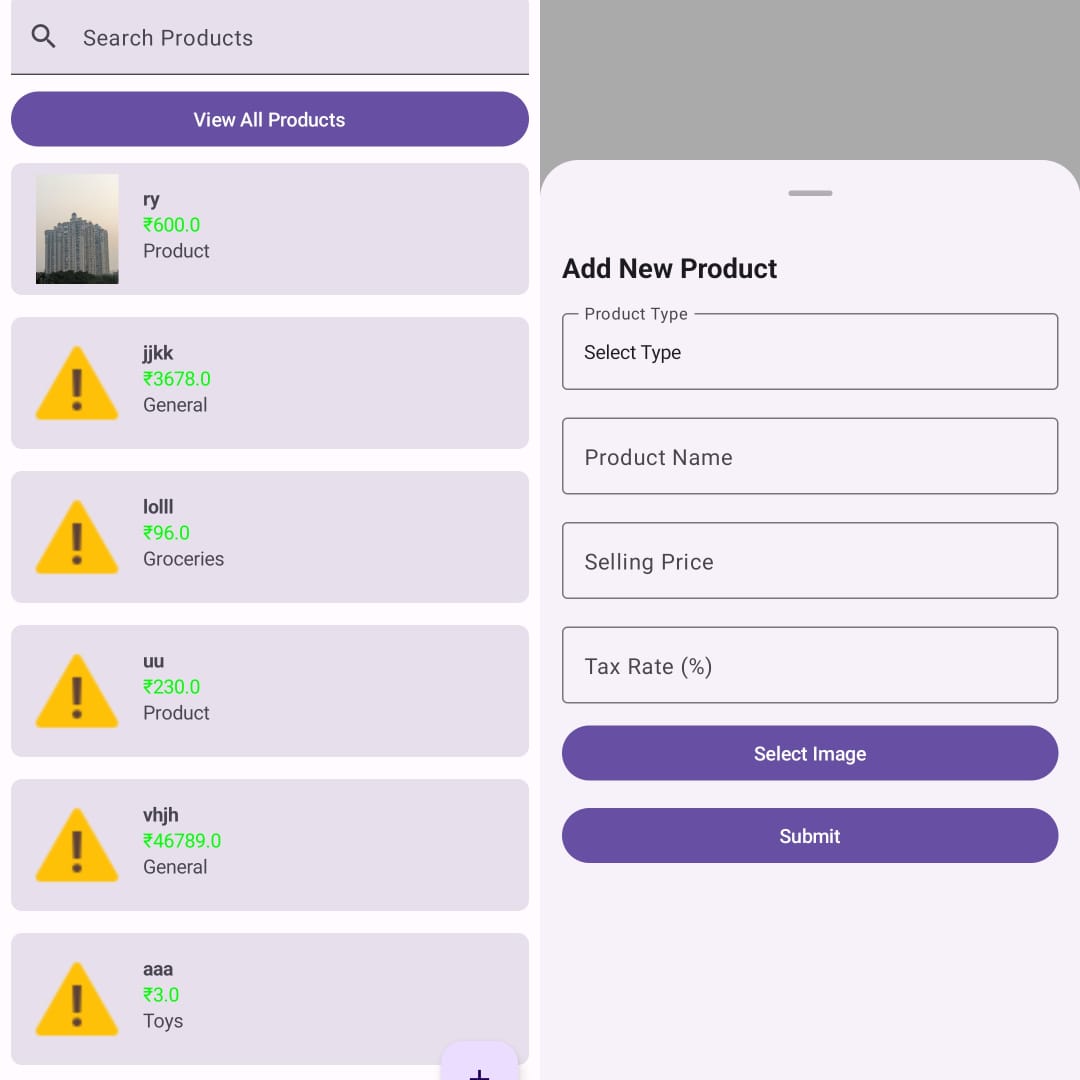 Search Products
View All Products
ry
₹600.0
Product
jjkk
₹3678.0
General
lolll
₹96.0
Groceries
uu
₹230.0
Product
vhjh
₹46789.0
General
aaa
₹3.0
Toys
+
Add New Product
Product Type
Select Type
Product Name
Selling Price
Tax Rate (%)
Select Image
Submit